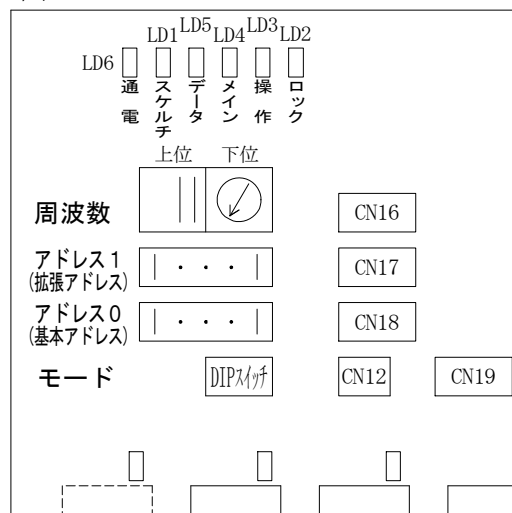 LD1 LD5 LD4 LD3 LD2
LD6
通電 スケルチ データ メイン 操作 ロック
上位 下位
周波数
CN16
アドレス1
(拡張アドレス)
CN17
アドレス0
(基本アドレス)
CN18
モード
DIPスイッチ
CN12
CN19